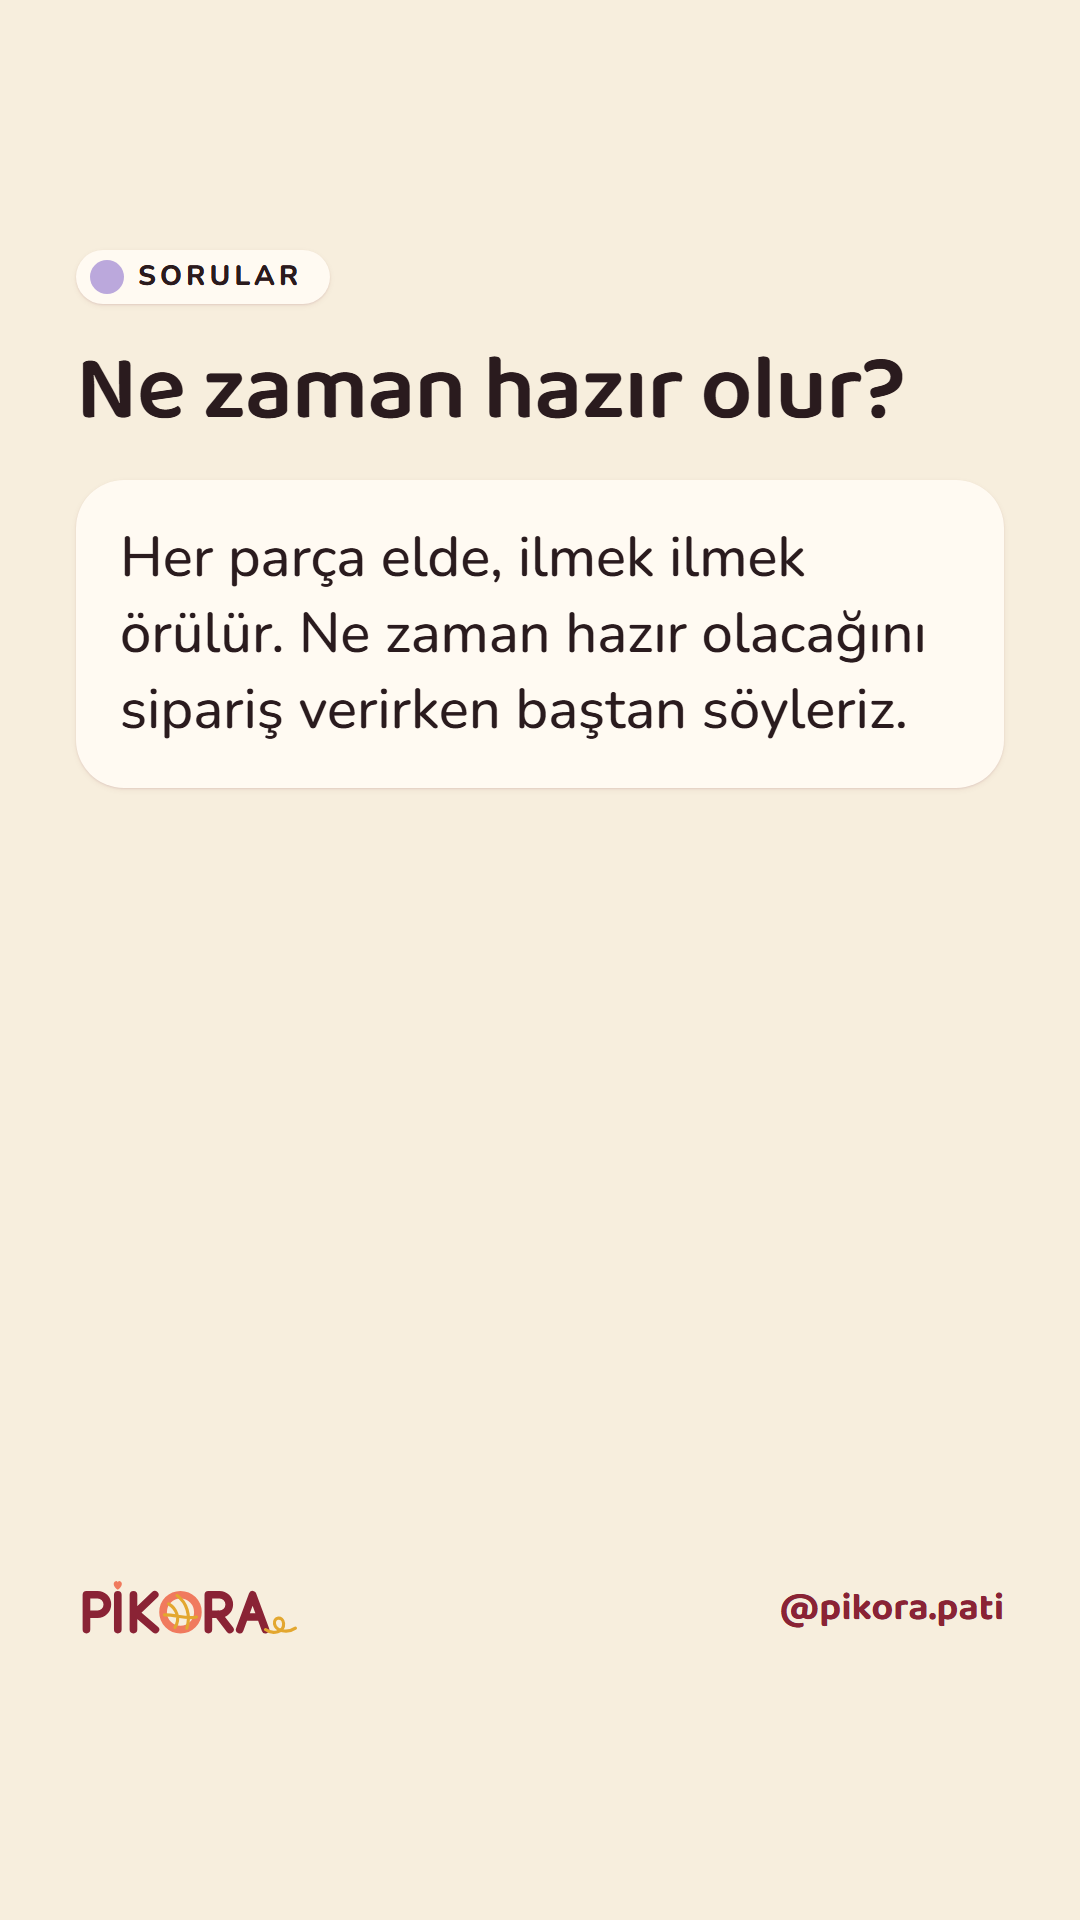 SORULAR
Ne zaman hazır olur?
Her parça elde, ilmek ilmek
örülür. Ne zaman hazır olacağını
sipariş verirken baştan söyleriz.
PİKORA
@pikora.pati